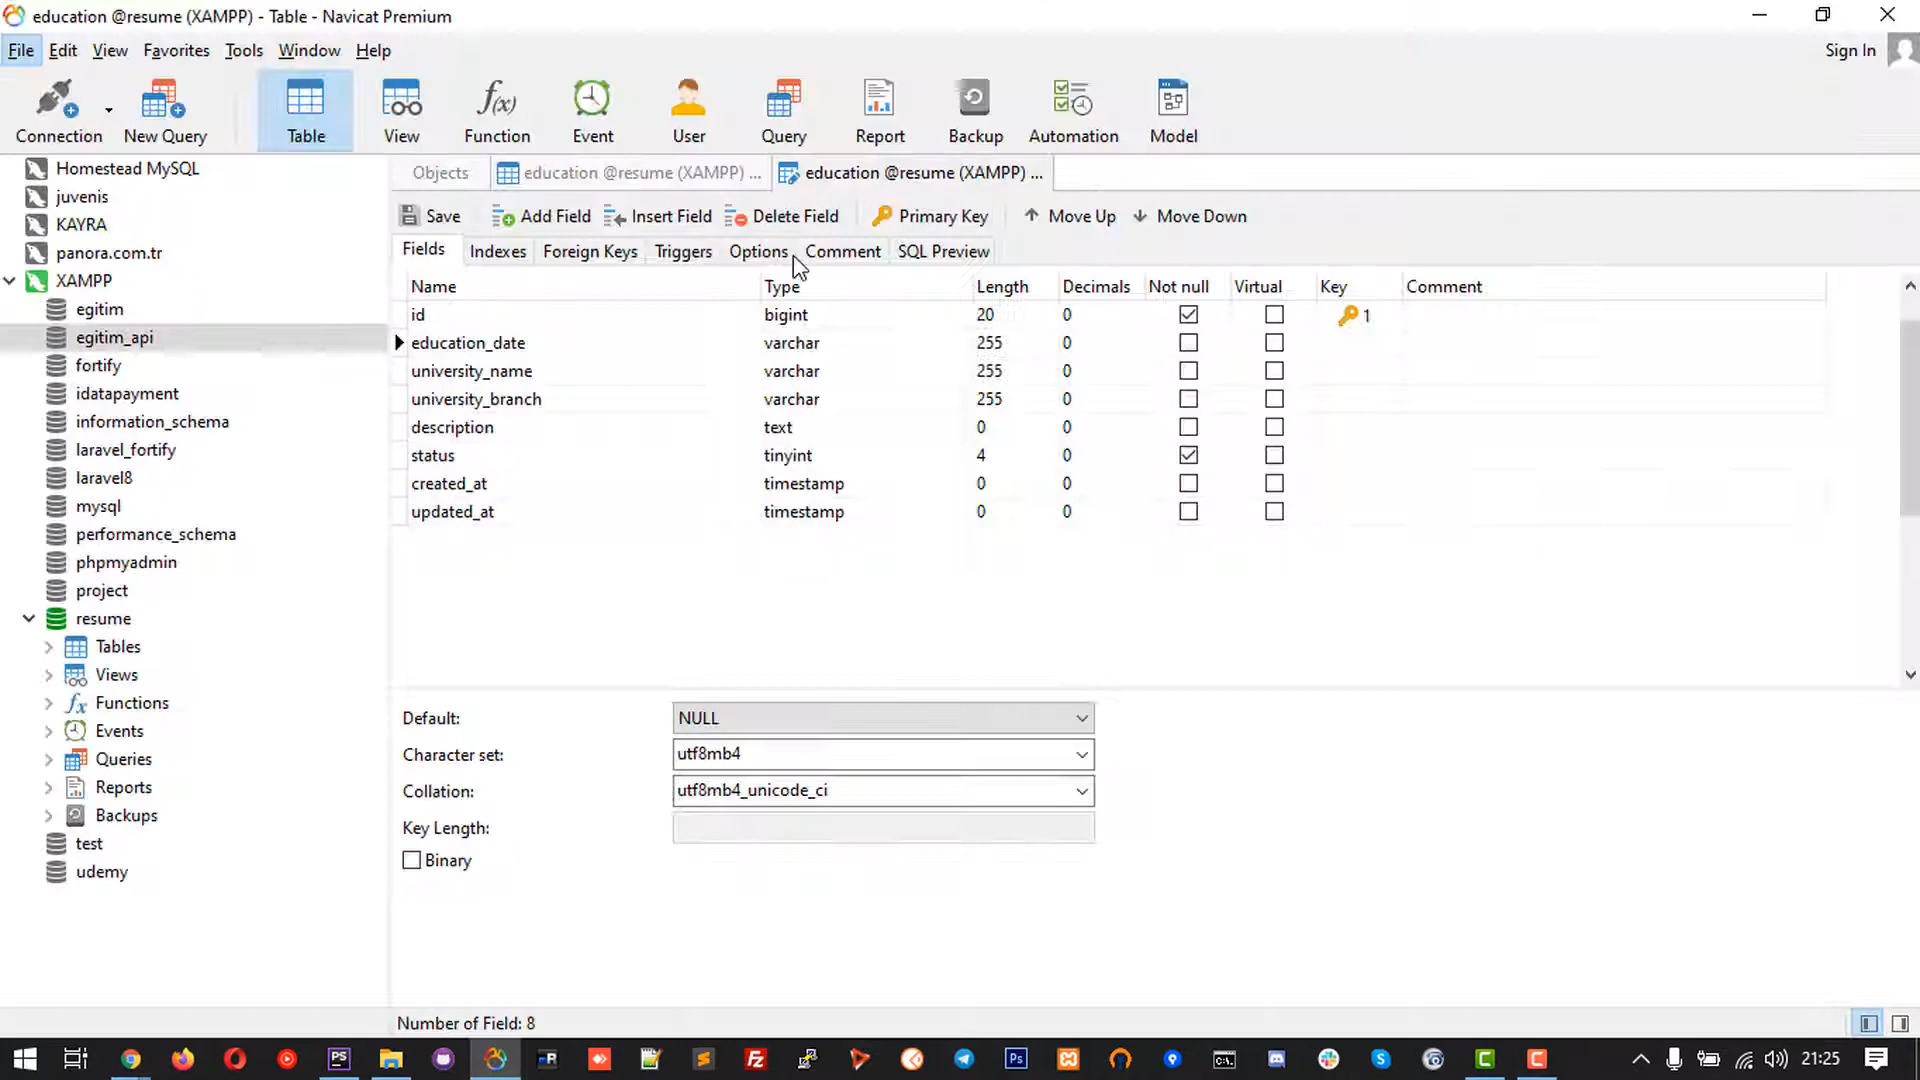 education @resume (XAMPP) - Table - Navicat Premium
File Edit View Favorites Tools Window Help
Sign In
Connection New Query Table View Function Event User Query Report Backup Automation Model
Homestead MySQL
juvenis
KAYRA
panora.com.tr
XAMPP
egitim
egitim_api
fortify
idatapayment
information_schema
laravel_fortify
laravel8
mysql
performance_schema
phpmyadmin
project
resume
Tables
Views
Functions
Events
Queries
Reports
Backups
test
udemy
Objects education @resume (XAMPP) ... education @resume (XAMPP) ...
Save Add Field Insert Field Delete Field Primary Key Move Up Move Down
Fields Indexes Foreign Keys Triggers Options Comment SQL Preview
Name Type Length Decimals Not null Virtual Key Comment
id bigint 20 0 1
education_date varchar 255 0
university_name varchar 255 0
university_branch varchar 255 0
description text 0 0
status tinyint 4 0
created_at timestamp 0 0
updated_at timestamp 0 0
Default: NULL
Character set: utf8mb4
Collation: utf8mb4_unicode_ci
Key Length:
Binary
Number of Field: 8
21:25